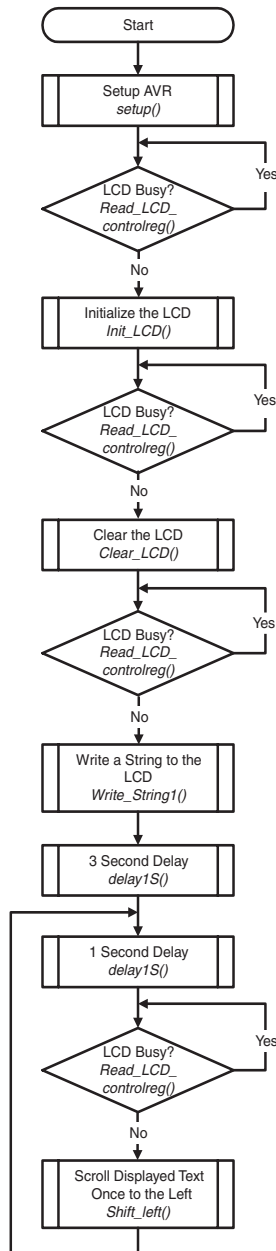 Start
Setup AVR
setup()
Yes
LCD Busy?
Read_LCD_
controlreg()
No
Initialize the LCD
Init_LCD()
LCD Busy?
Yes
Read_LCD_
controlreg()
No
Clear the LCD
Clear_LCD()
Yes
LCD Busy?
Read_LCD_
controlreg()
No
Write a String to the
LCD
Write_String1()
3 Second Delay
delay1S()
1 Second Delay
delay1S()
Yes
LCD Busy?
Read_LCD_
controlreg()
No
Scroll Displayed Text
Once to the Left
Shift_left()